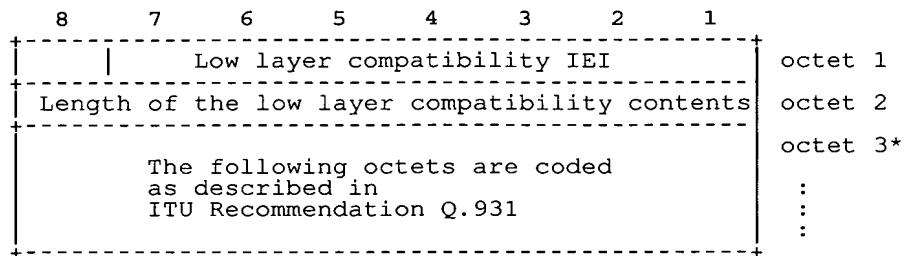 8 7 6 5 4 3 2 1
Low layer compatibility IEI octet 1
Length of the low layer compatibility contents octet 2
octet 3*
The following octets are coded
as described in
ITU Recommendation Q.931